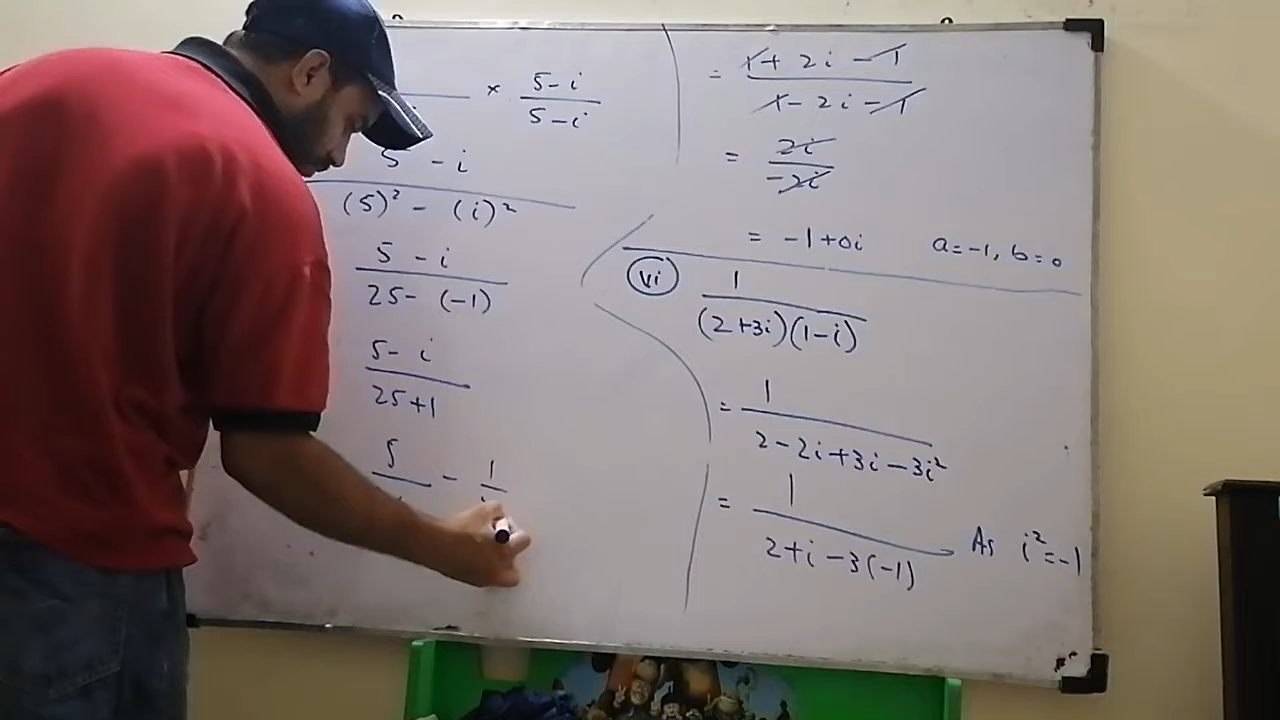 × 5-i / 5-i
5 - i / (5)² - (i)²
5 - i / 25 - (-1)
5 - i / 25+1
5 - 1
= 1 + 2i - 1 / 1 - 2i - 1
= 2i / -2i
= -1+0i a=-1, b=0
vi 1 / (2+3i)(1-i)
= 1 / 2-2i+3i-3i²
= 1 / 2+i-3(-1) As i²=-1